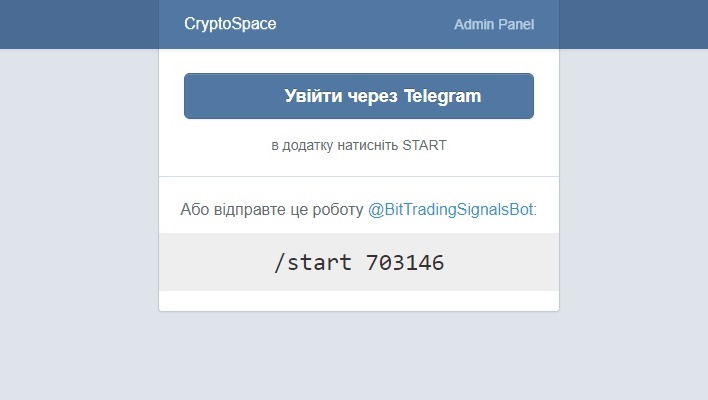 CryptoSpace
Admin Panel
Увійти через Telegram
в додатку натисніть START
Або відправте це роботу @BitTradingSignalsBot:
/start 703146